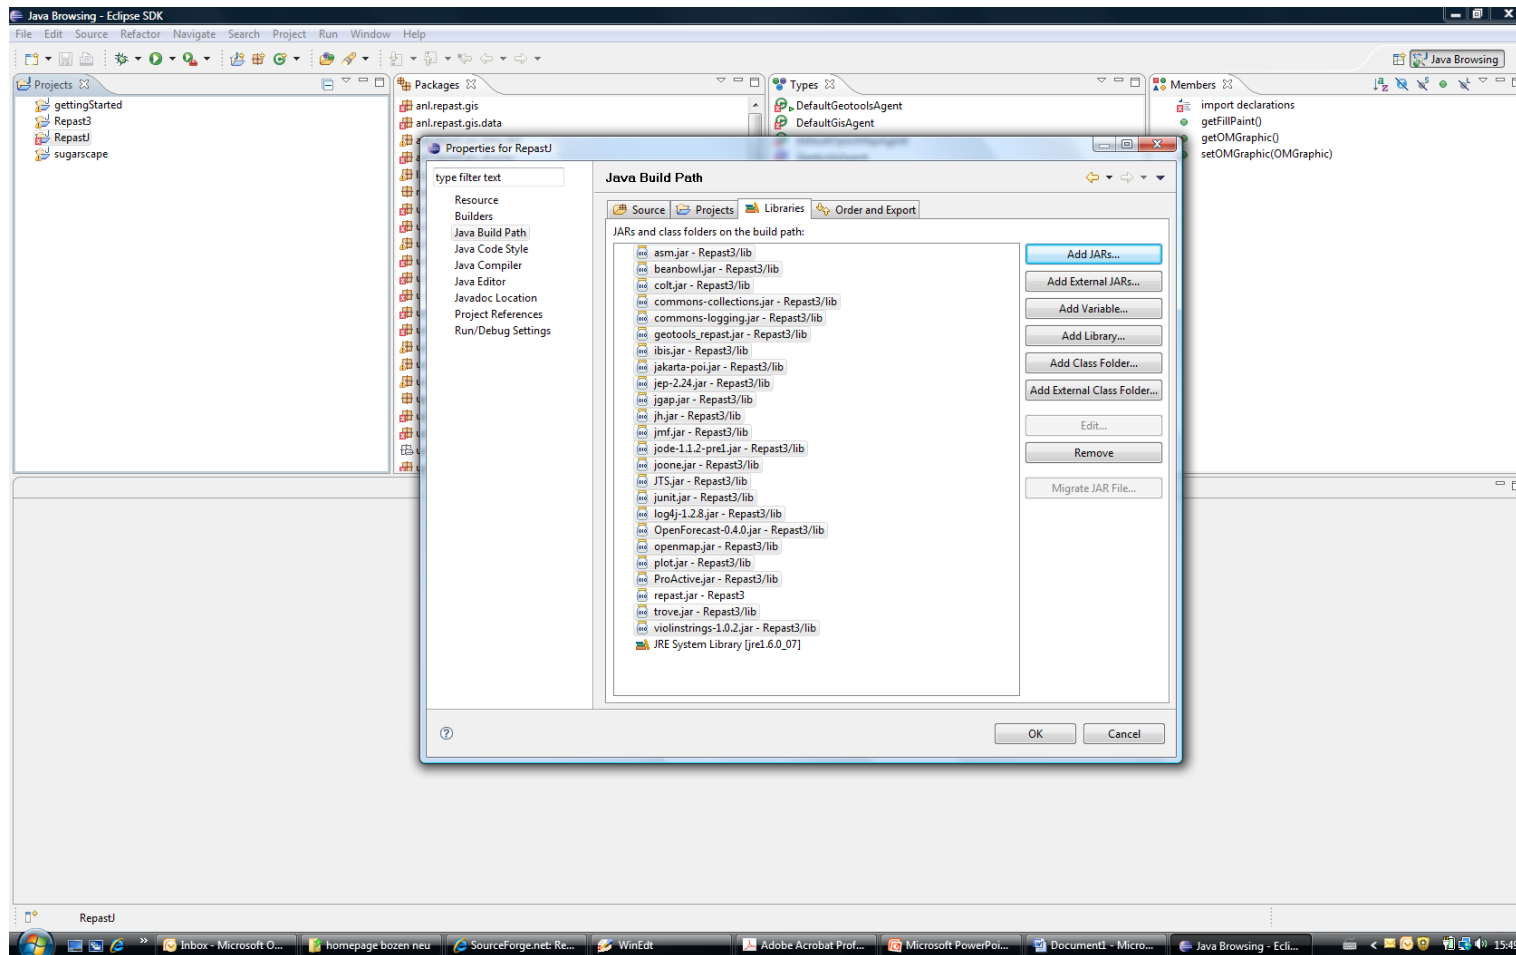 Java Browsing - Eclipse SDK
File Edit Source Refactor Navigate Search Project Run Window Help
Java Browsing
Projects
gettingStarted
Repast3
RepastJ
sugarscape
Packages
anl.repast.gis
anl.repast.gis.data
Types
DefaultGeotoolsAgent
DefaultGisAgent
Members
import declarations
getFillPaint()
getOMGraphic()
setOMGraphic(OMGraphic)
Properties for RepastJ
type filter text
Resource
Builders
Java Build Path
Java Code Style
Java Compiler
Java Editor
Javadoc Location
Project References
Run/Debug Settings
Java Build Path
Source Projects Libraries Order and Export
JARs and class folders on the build path:
asm.jar - Repast3/lib
beanbowl.jar - Repast3/lib
colt.jar - Repast3/lib
commons-collections.jar - Repast3/lib
commons-logging.jar - Repast3/lib
geotools_repast.jar - Repast3/lib
ibis.jar - Repast3/lib
jakarta-poi.jar - Repast3/lib
jep-2.24.jar - Repast3/lib
jgap.jar - Repast3/lib
jh.jar - Repast3/lib
jmf.jar - Repast3/lib
jode-1.1.2-pre1.jar - Repast3/lib
joone.jar - Repast3/lib
JTS.jar - Repast3/lib
junit.jar - Repast3/lib
log4j-1.2.8.jar - Repast3/lib
OpenForecast-0.4.0.jar - Repast3/lib
openmap.jar - Repast3/lib
plot.jar - Repast3/lib
ProActive.jar - Repast3/lib
repast.jar - Repast3
trove.jar - Repast3/lib
violinstrings-1.0.2.jar - Repast3/lib
JRE System Library [jre1.6.0_07]
Add JARs...
Add External JARs...
Add Variable...
Add Library...
Add Class Folder...
Add External Class Folder...
Edit...
Remove
Migrate JAR File...
OK Cancel
RepastJ
Inbox - Microsoft O... homepage bozen neu SourceForge.net: Re... WinEdt Adobe Acrobat Prof... Microsoft PowerPoi... Document1 - Micro... Java Browsing - Ecli... 15:49